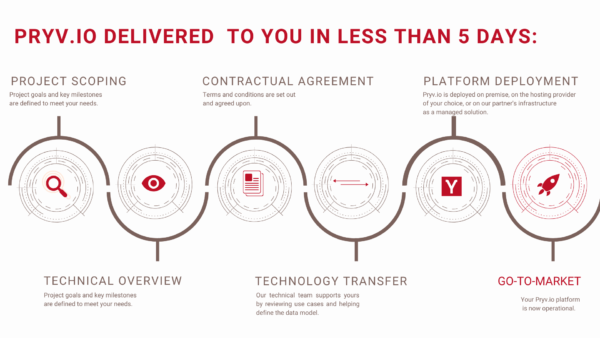 PRYV.IO DELIVERED TO YOU IN LESS THAN 5 DAYS:
PROJECT SCOPING
Project goals and key milestones
are defined to meet your needs.
CONTRACTUAL AGREEMENT
Terms and conditions are set out
and agreed upon.
PLATFORM DEPLOYMENT
Pryv.io is deployed on premise, on the hosting provider
of your choice, or on our partner's infrastructure
as a managed solution.
Y
TECHNICAL OVERVIEW
Project goals and key milestones
are defined to meet your needs.
TECHNOLOGY TRANSFER
Our technical team supports yours
by reviewing use cases and helping
define the data model.
GO-TO-MARKET
Your Pryv.io platform
is now operational.